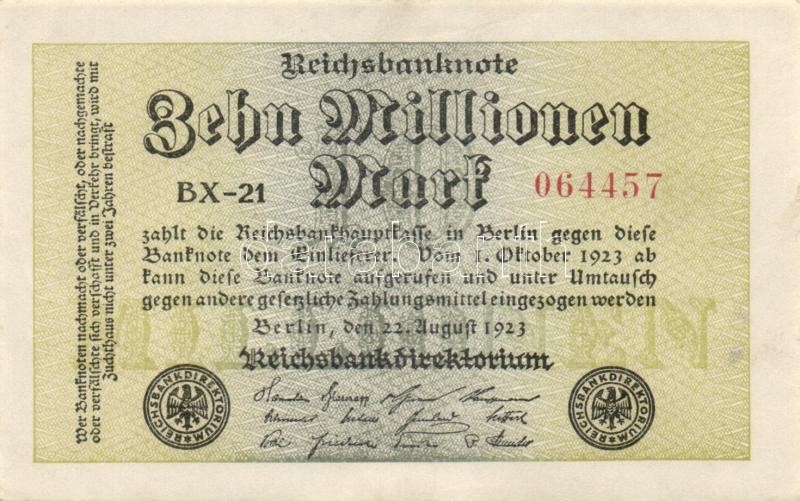 Reichsbanknote
Zehn Millionen
Mark
BX-21
064457
zahlt die Reichsbankhauptkasse in Berlin gegen diese
Banknote dem Einlieferer. Vom 1. Oktober 1923 ab
kann diese Banknote aufgerufen und unter Umtausch
gegen andere gesetzliche Zahlungsmittel eingezogen werden
Berlin, den 22. August 1923
Reichsbankdirektorium
Wer Banknoten nachmacht oder verfälscht, oder nachgemachte
oder verfälschte sich verschafft und in Verkehr bringt, wird mit
Zuchthaus nicht unter zwei Jahren bestraft
REICHSBANKDIREKTORIUM
REICHSBANKDIREKTORIUM